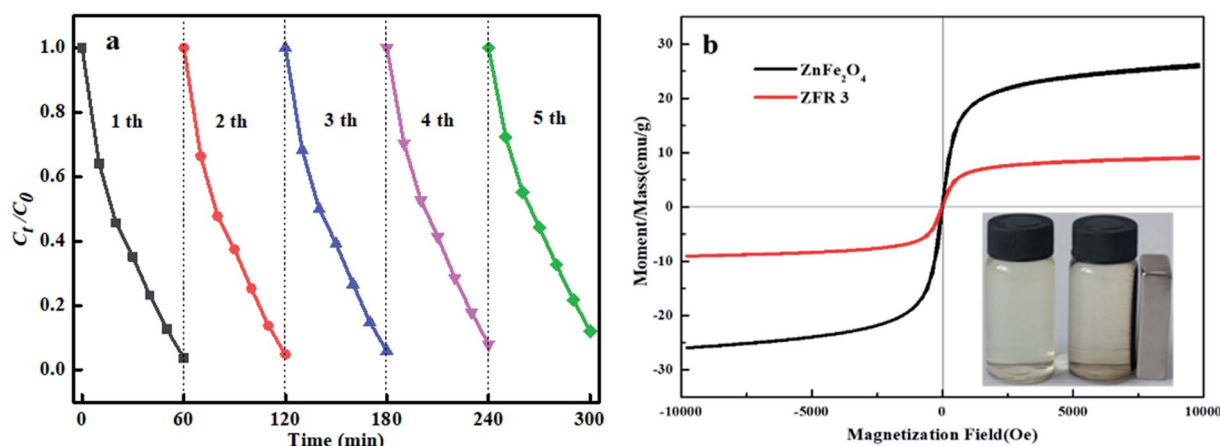 a
1.0
0.8
0.6
0.4
0.2
0.0
C_t/C_0
1 th
2 th
3 th
4 th
5 th
0
60
120
180
240
300
Time (min)
b
ZnFe₂O₄
ZFR 3
30
20
10
0
-10
-20
-30
Moment/Mass(emu/g)
-10000
-5000
0
5000
10000
Magnetization Field(Oe)